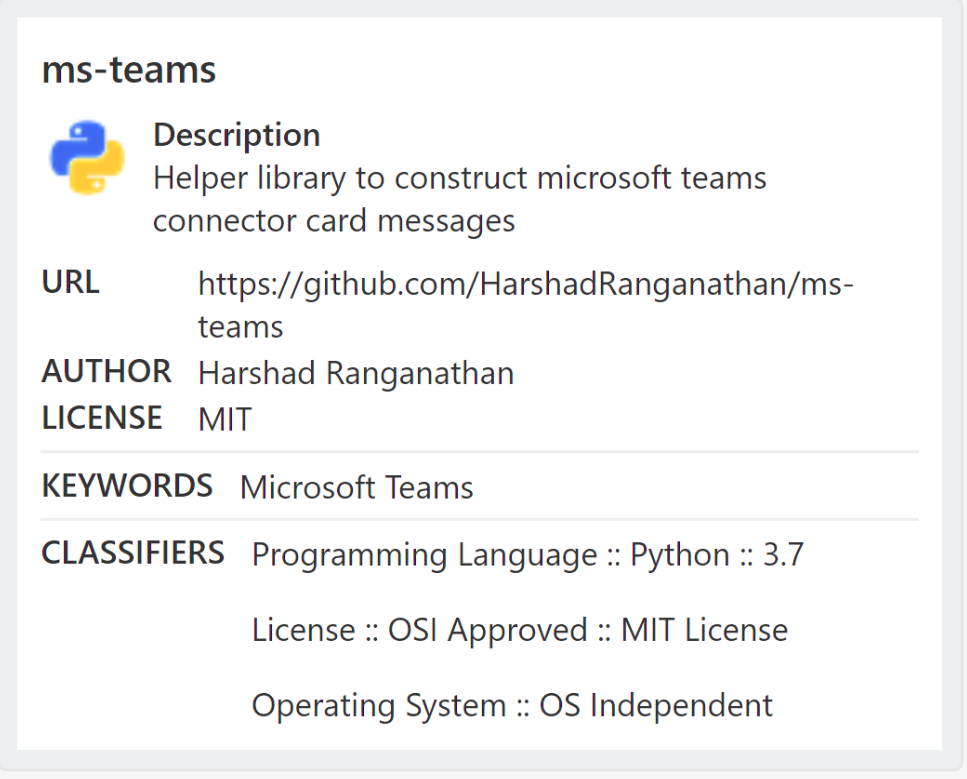 ms-teams
Description
Helper library to construct microsoft teams
connector card messages
URL https://github.com/HarshadRanganathan/ms-
teams
AUTHOR Harshad Ranganathan
LICENSE MIT
KEYWORDS Microsoft Teams
CLASSIFIERS Programming Language :: Python :: 3.7
License :: OSI Approved :: MIT License
Operating System :: OS Independent